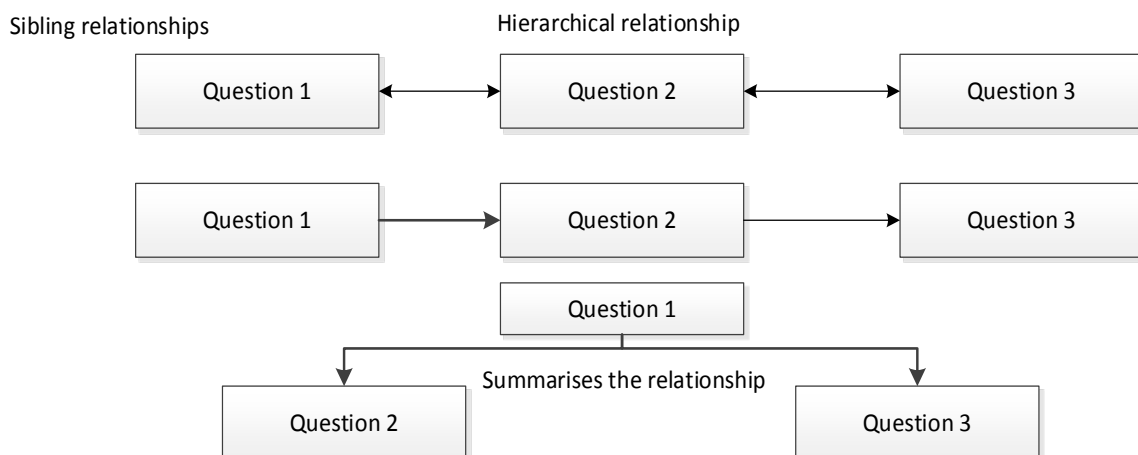 Sibling relationships
Hierarchical relationship
Question 1
Question 2
Question 3
Question 1
Question 2
Question 3
Question 1
Summarises the relationship
Question 2
Question 3